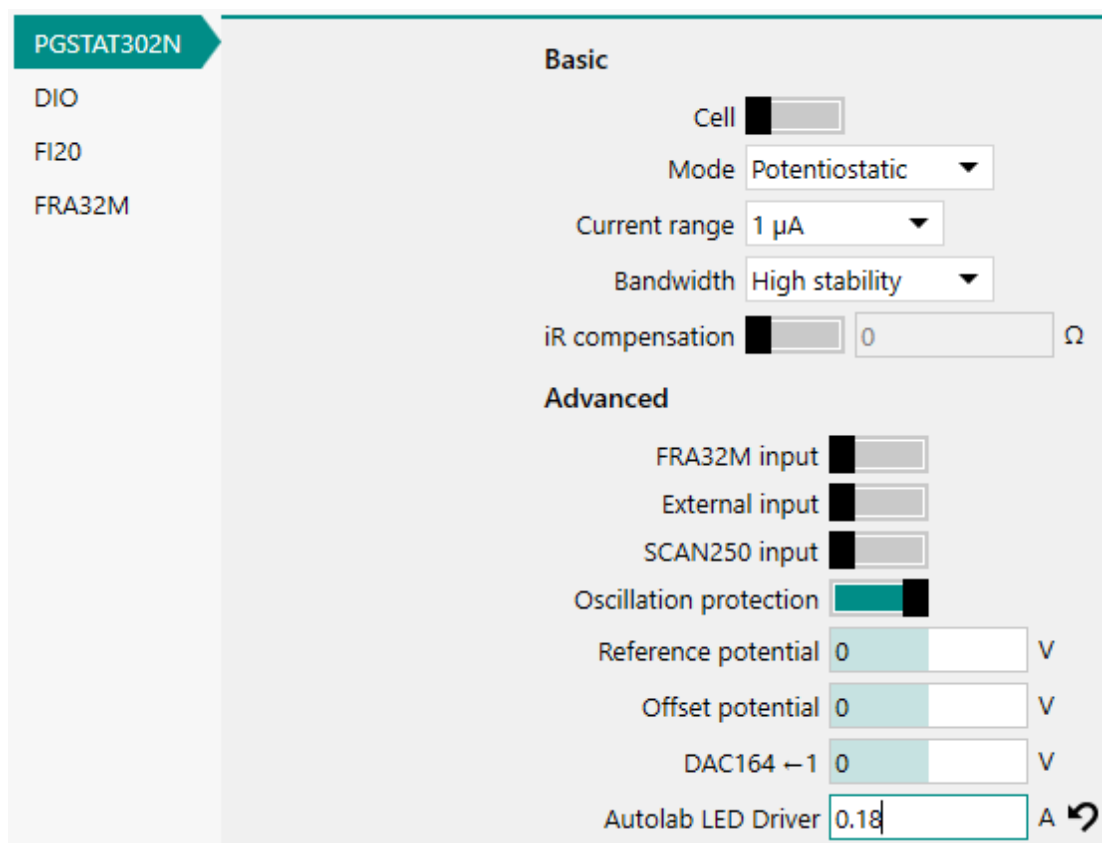 PGSTAT302N
DIO
FI20
FRA32M
Basic
Cell
Mode Potentiostatic
Current range 1 µA
Bandwidth High stability
iR compensation 0 Ω
Advanced
FRA32M input
External input
SCAN250 input
Oscillation protection
Reference potential 0 V
Offset potential 0 V
DAC164 ←1 0 V
Autolab LED Driver 0.18 A